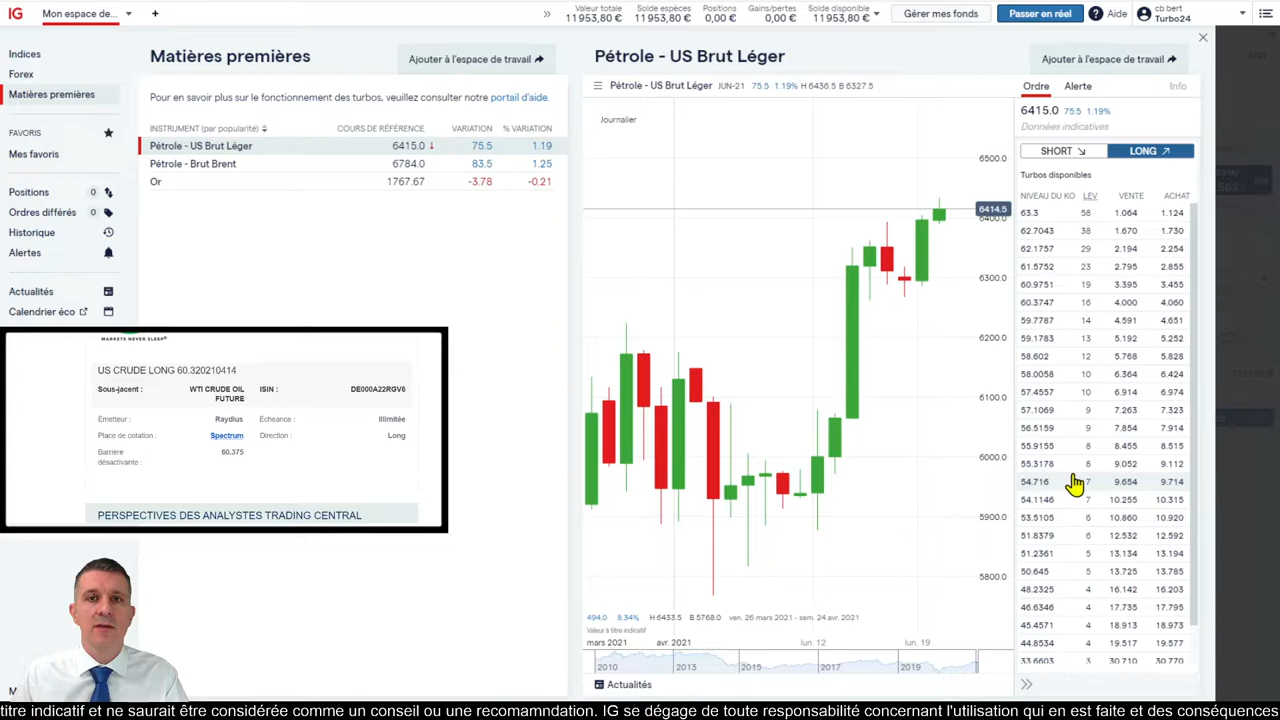 IG Mon espace de... + » Valeur totale 11 953,80 € Solde espèces 11 953,80 € Positions 0,00 € Gains/pertes 0,00 € Solde disponible 11 953,80 € Gérer mes fonds Passer en réel ? Aide cb bert Turbo24
Indices
Forex
Matières premières
FAVORIS
Mes favoris
Positions 0
Ordres différés 0
Historique
Alertes
Actualités
Calendrier éco
Matières premières
Ajouter à l'espace de travail
Pour en savoir plus sur le fonctionnement des turbos, veuillez consulter notre portail d'aide.
INSTRUMENT (par popularité) COURS DE RÉFÉRENCE VARIATION % VARIATION
Pétrole - US Brut Léger 6415.0 ↓ 75.5 1.19
Pétrole - Brut Brent 6784.0 83.5 1.25
Or 1767.67 -3.78 -0.21
Pétrole - US Brut Léger
Ajouter à l'espace de travail
Pétrole - US Brut Léger JUN-21 75.5 1.19% H 6436.5 B 6327.5
Journalier
6500.0
6414.5
6400.0
6300.0
6200.0
6100.0
6000.0
5900.0
5800.0
494.0 8.34% H 6433.5 B 5768.0 ven. 26 mars 2021 - sam. 24 avr. 2021
Valeur à titre indicatif
mars 2021 avr. 2021 lun. 12 lun. 19
2010 2013 2015 2017 2019
Actualités
Ordre Alerte Info
6415.0 75.5 1.19%
Données indicatives
SHORT ↘ LONG ↗
Turbos disponibles
NIVEAU DU KO LEV VENTE ACHAT
63.3 58 1.064 1.124
62.7043 38 1.670 1.730
62.1757 29 2.194 2.254
61.5752 23 2.795 2.855
60.9751 19 3.395 3.455
60.3747 16 4.000 4.060
59.7787 14 4.591 4.651
59.1783 13 5.192 5.252
58.602 12 5.768 5.828
58.0058 10 6.364 6.424
57.4557 10 6.914 6.974
57.1069 9 7.263 7.323
56.5159 9 7.854 7.914
55.9155 8 8.455 8.515
55.3178 8 9.052 9.112
54.716 7 9.654 9.714
54.1146 7 10.255 10.315
53.5105 6 10.860 10.920
51.8379 6 12.532 12.592
51.2361 5 13.134 13.194
50.645 5 13.725 13.785
48.2325 4 16.142 16.203
46.6346 4 17.735 17.795
45.4571 4 18.913 18.973
44.8534 4 19.517 19.577
33.6603 3 30.710 30.770
»
MARKETS NEVER SLEEP
US CRUDE LONG 60.320210414
Sous-jacent : WTI CRUDE OIL FUTURE ISIN : DE000A22RGV6
Émetteur : Raydius Echeance : Illimitée
Place de cotation : Spectrum Direction : Long
Barrière désactivante : 60.375
PERSPECTIVES DES ANALYSTES TRADING CENTRAL
titre indicatif et ne saurait être considérée comme un conseil ou une recomamndation. IG se dégage de toute responsabilité concernant l'utilisation qui en est faite et des conséquences